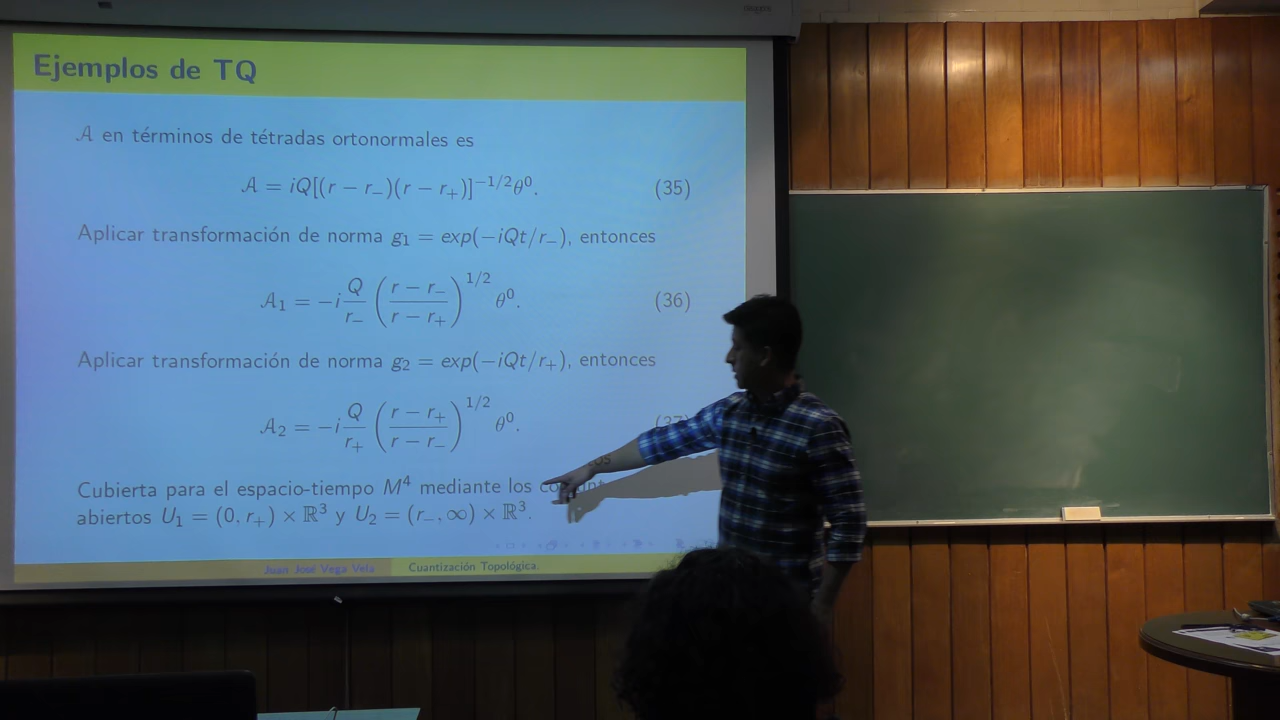 Ejemplos de TQ
𝒜 en términos de tétradas ortonormales es
𝒜 = iQ[(r − r₋)(r − r₊)]^{−1/2}θ⁰. (35)
Aplicar transformación de norma g₁ = exp(−iQt/r₋), entonces
𝒜₁ = −i Q/r₋ ((r − r₋)/(r − r₊))^{1/2} θ⁰. (36)
Aplicar transformación de norma g₂ = exp(−iQt/r₊), entonces
𝒜₂ = −i Q/r₊ ((r − r₊)/(r − r₋))^{1/2} θ⁰. (37)
Cubierta para el espacio-tiempo M⁴ mediante los
abiertos U₁ = (0, r₊) × ℝ³ y U₂ = (r₋, ∞) × ℝ³.
Juan José Vega Vela Cuantización Topológica.